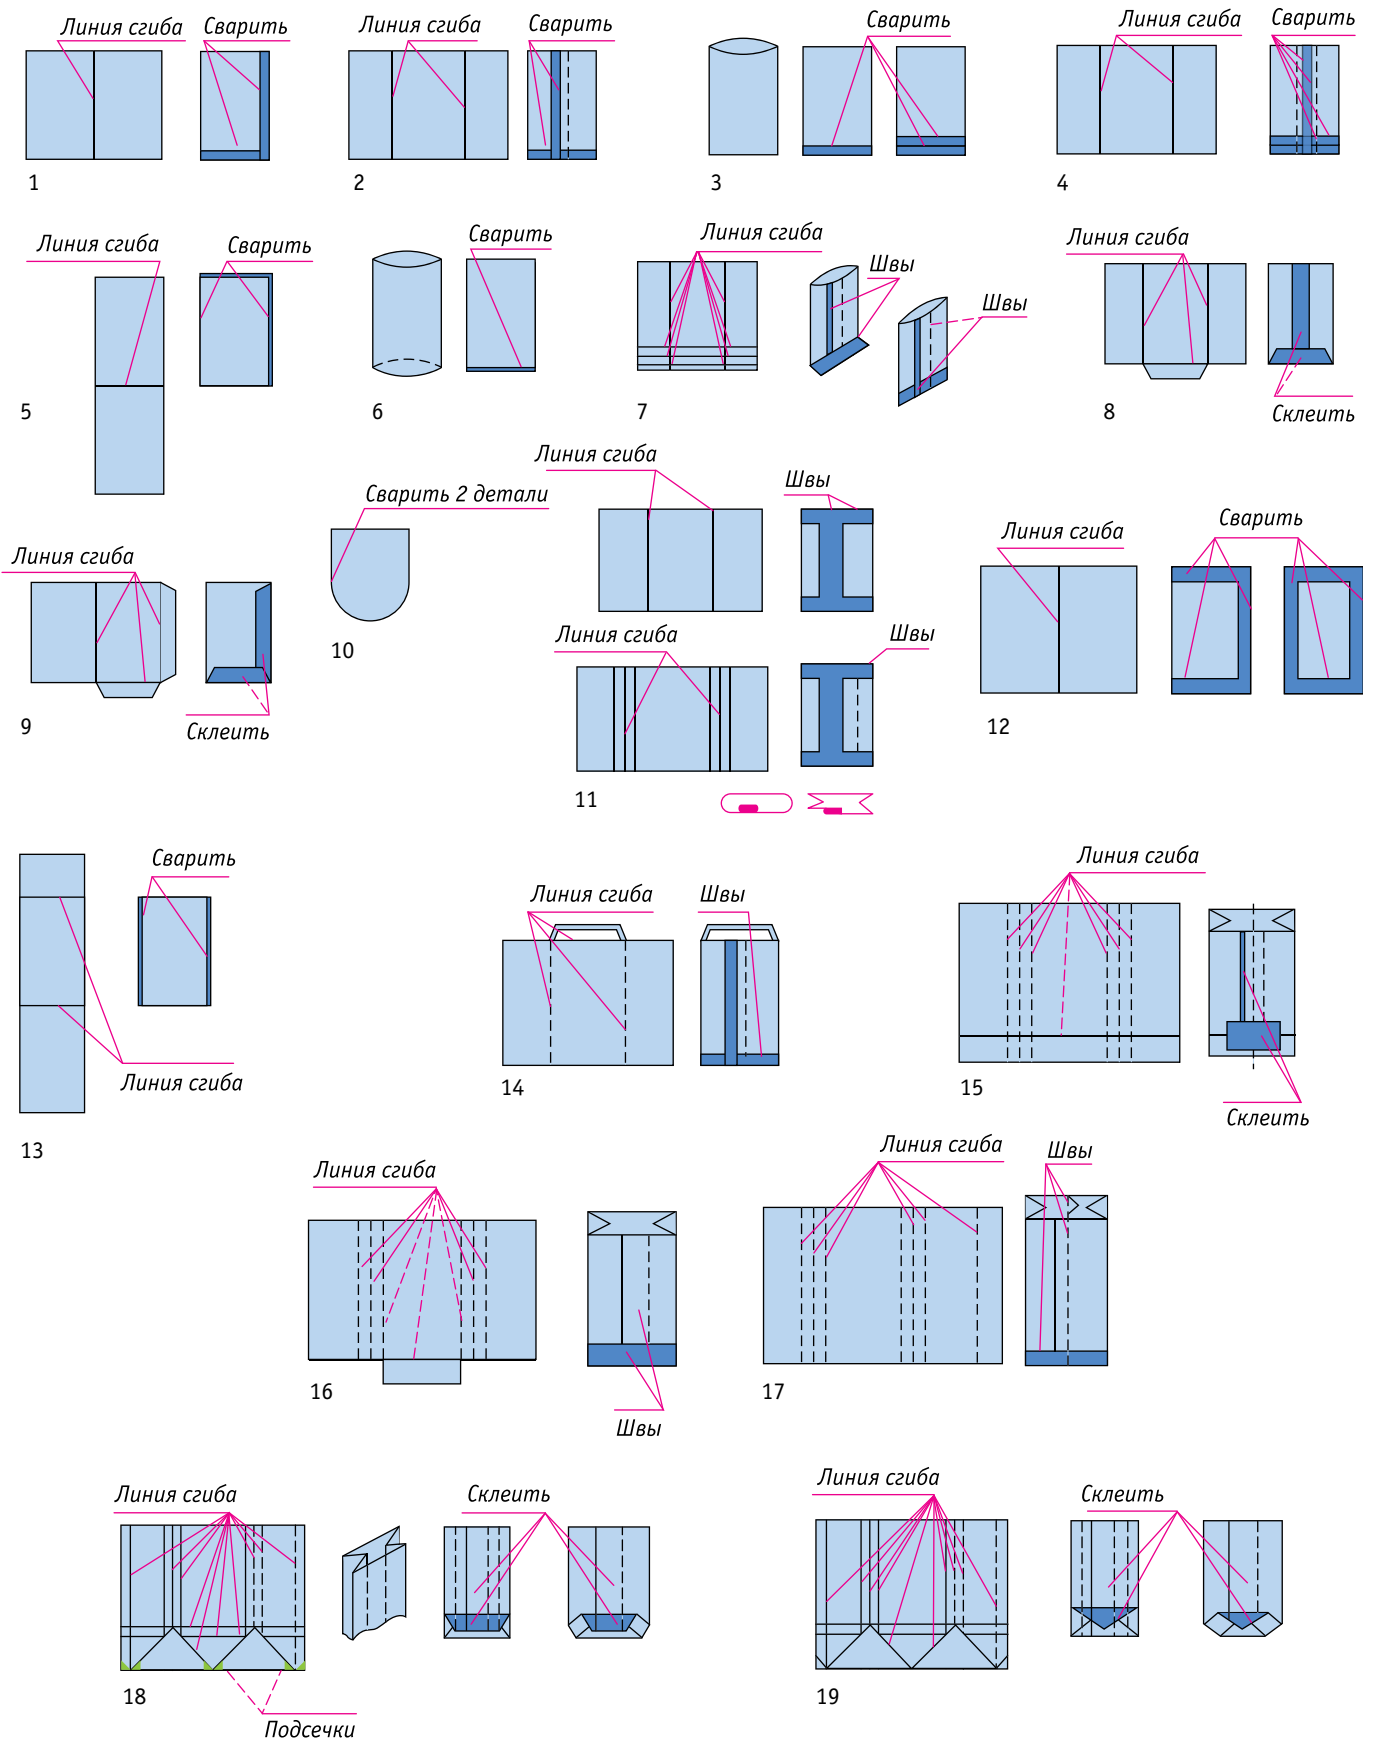 Линия сгиба
Сварить
1
Линия сгиба
Сварить
2
Сварить
3
Линия сгиба
Сварить
4
Линия сгиба
Сварить
5
Сварить
6
Линия сгиба
Швы
Швы
7
Линия сгиба
8
Склеить
Линия сгиба
9
Склеить
Сварить 2 детали
10
Линия сгиба
Швы
Линия сгиба
Швы
11
Линия сгиба
Сварить
12
Сварить
Линия сгиба
13
Линия сгиба
Швы
14
Линия сгиба
15
Склеить
Линия сгиба
16
Швы
Линия сгиба
Швы
17
Линия сгиба
Склеить
18
Подсечки
Линия сгиба
Склеить
19